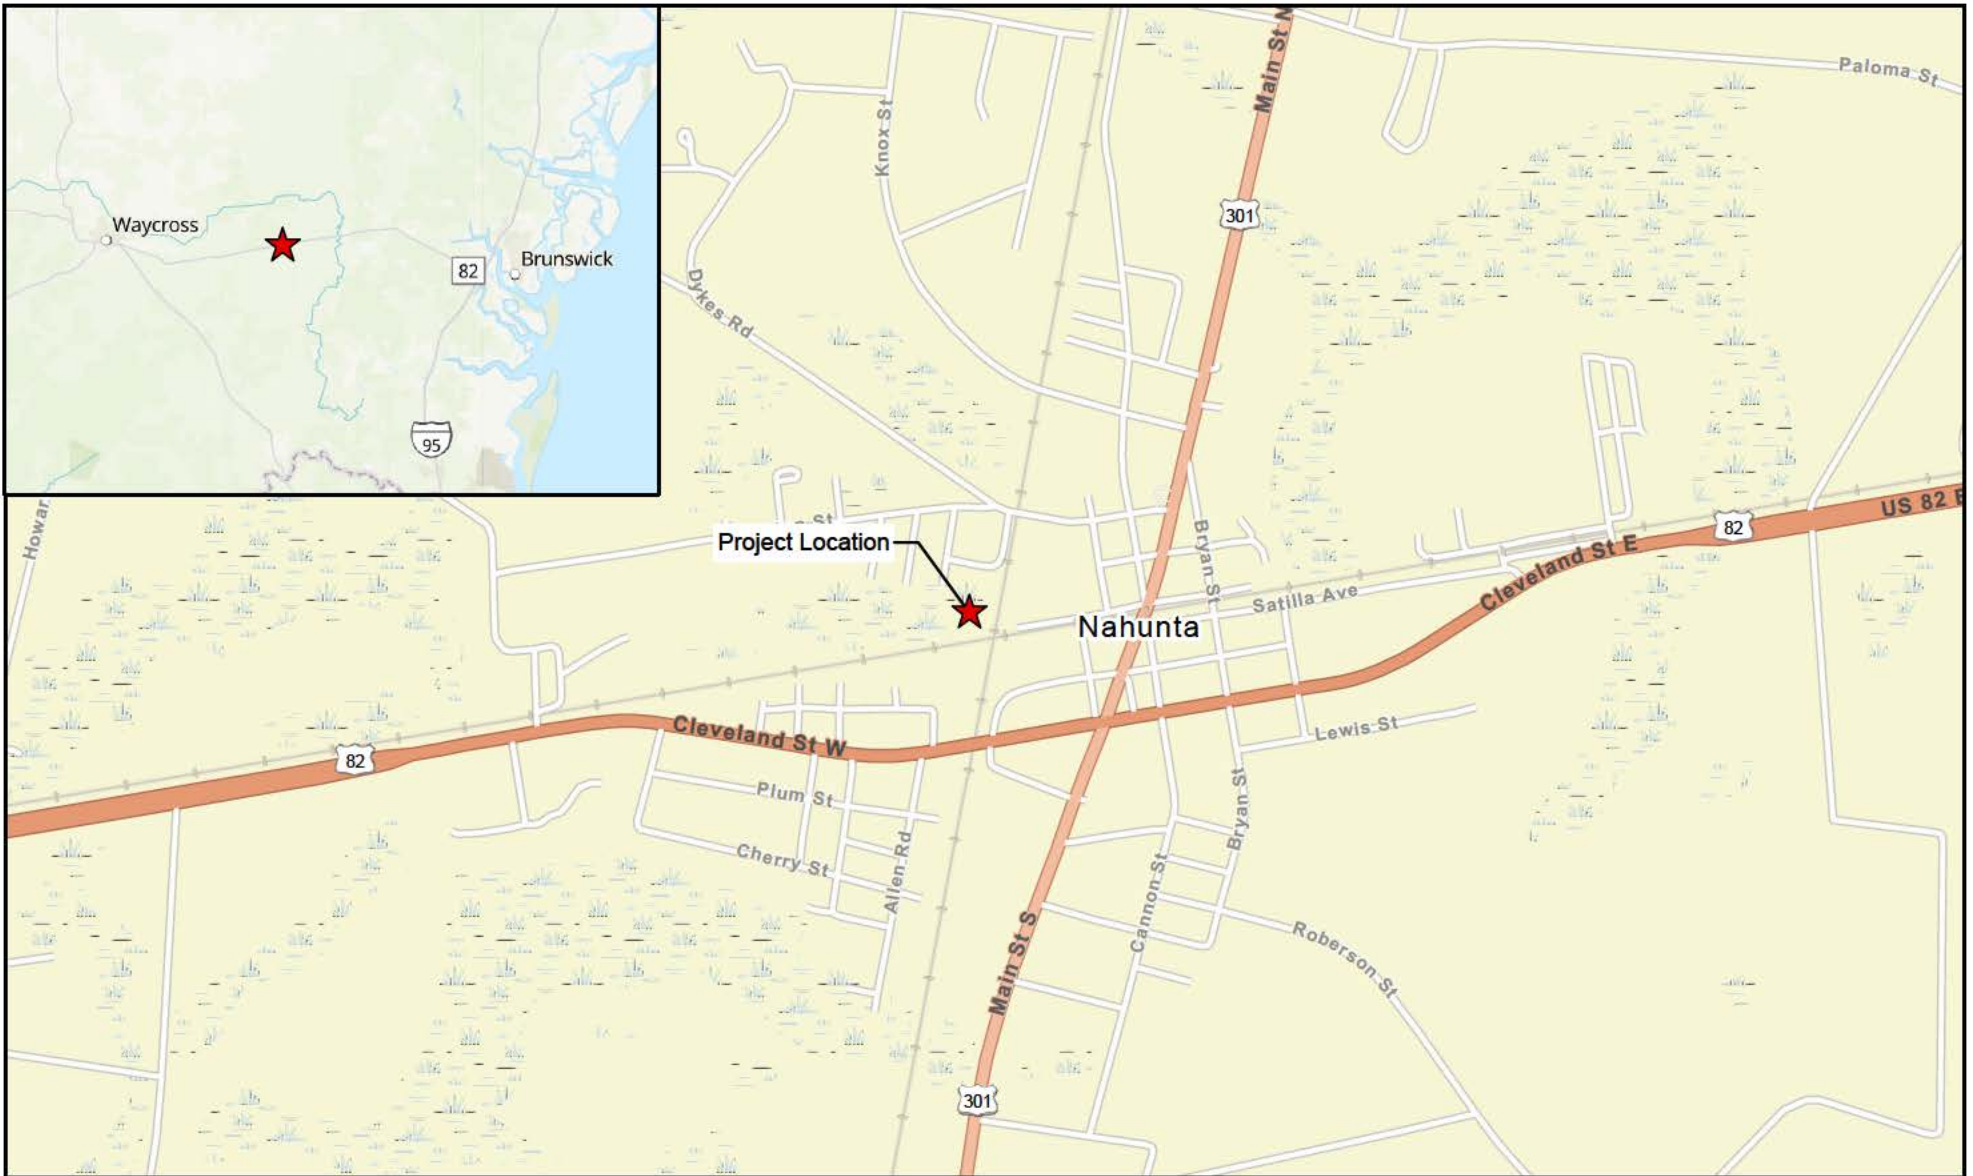 Waycross
82
Brunswick
95
Main St N
Paloma St
Knox St
301
Dykes Rd
Howar
St
Project Location
Bryan St
82
US 82 E
Cleveland St E
Satilla Ave
Nahunta
Cleveland St W
82
Lewis St
Plum St
Bryan St
Cherry St
Allen Rd
Cannon St
Main St S
Roberson St
301